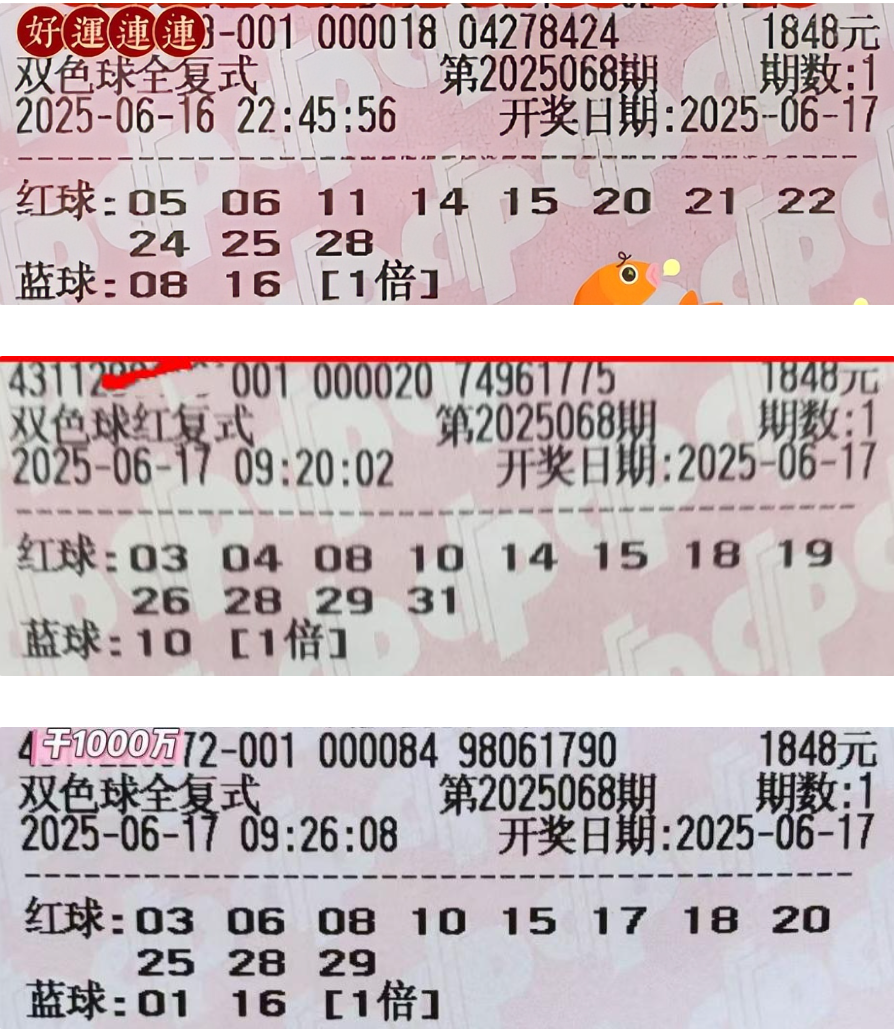 好運連連3-001 000018 04278424 1848元
双色球全复式 第2025068期 期数:1
2025-06-16 22:45:56 开奖日期:2025-06-17
红球:05 06 11 14 15 20 21 22
24 25 28
蓝球:08 16 [1倍]
43112 001 000020 74961775 1848元
双色球红复式 第2025068期 期数:1
2025-06-17 09:20:02 开奖日期:2025-06-17
红球:03 04 08 10 14 15 18 19
26 28 29 31
蓝球:10 [1倍]
4 干1000万 72-001 000084 98061790 1848元
双色球全复式 第2025068期 期数:1
2025-06-17 09:26:08 开奖日期:2025-06-17
红球:03 06 08 10 15 17 18 20
25 28 29
蓝球:01 16 [1倍]